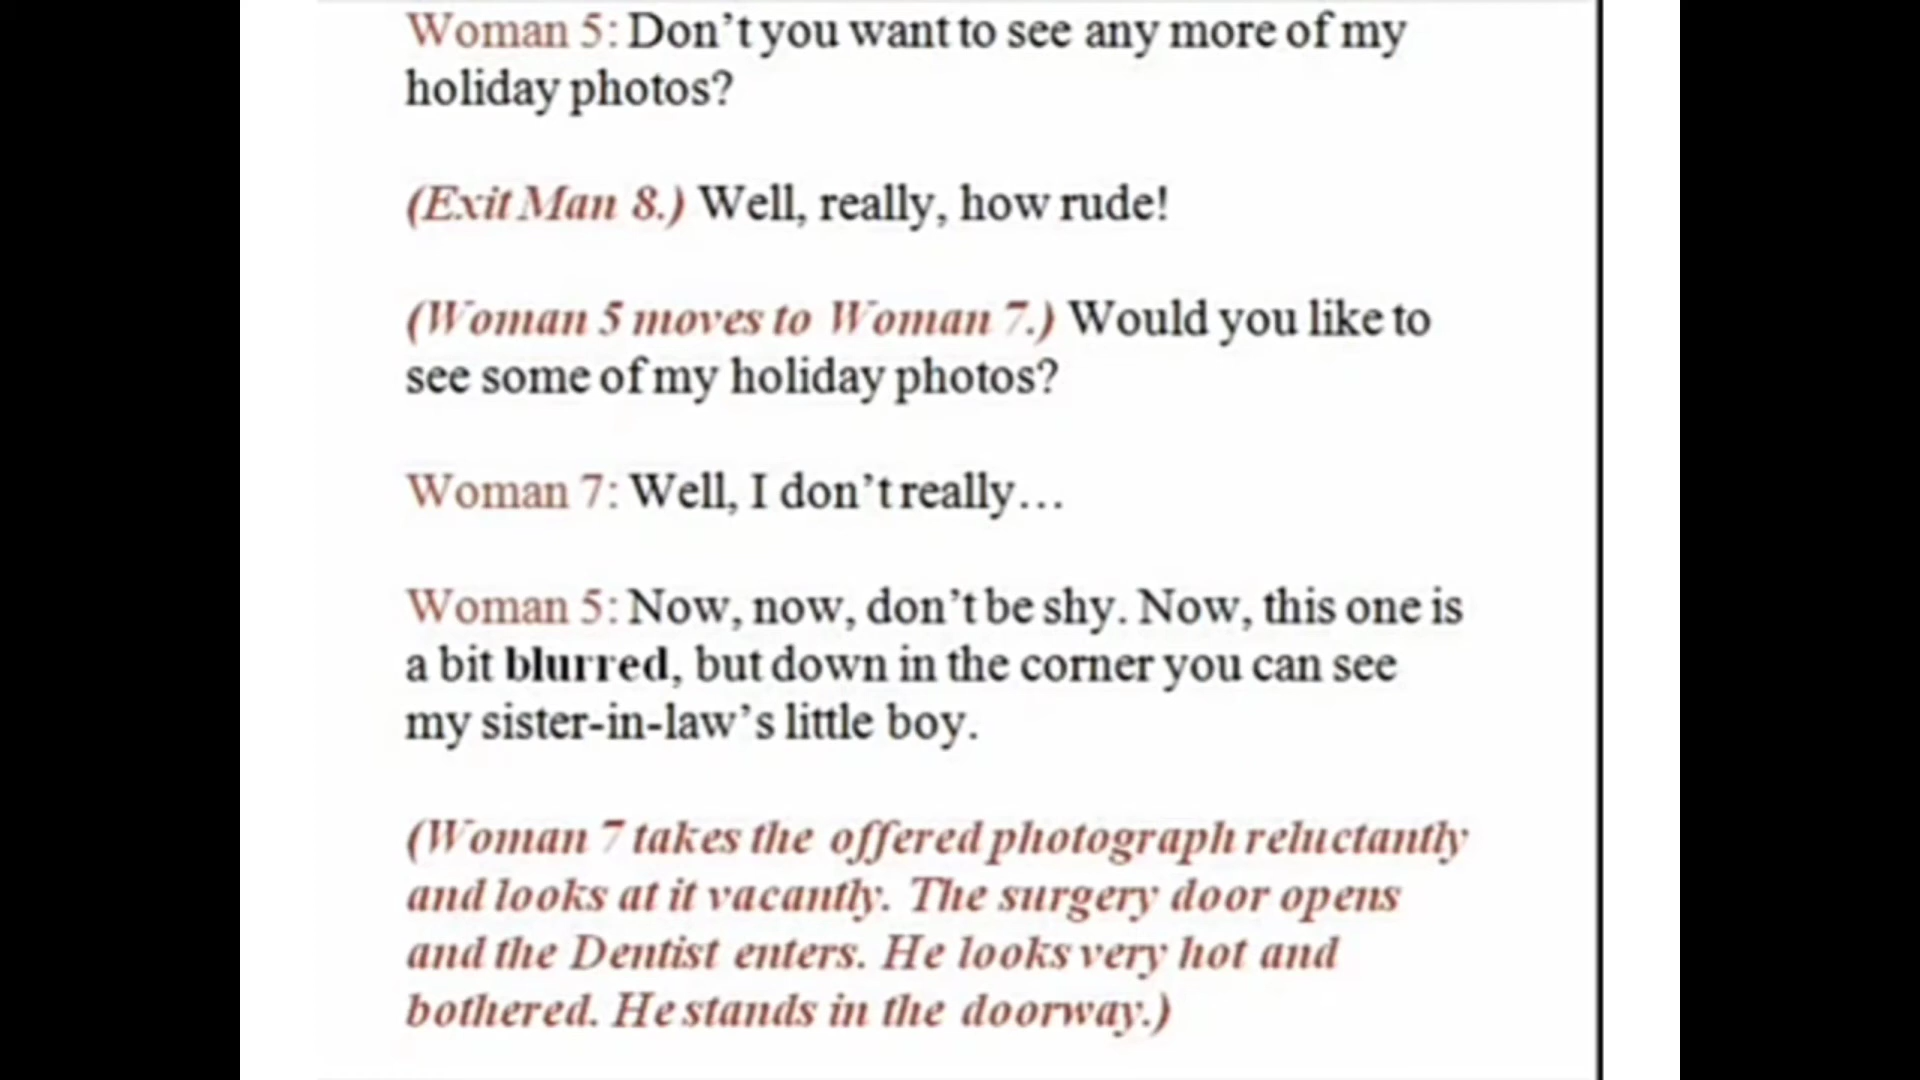 Woman 5: Don’t you want to see any more of my
holiday photos?
(Exit Man 8.) Well, really, how rude!
(Woman 5 moves to Woman 7.) Would you like to
see some of my holiday photos?
Woman 7: Well, I don’t really…
Woman 5: Now, now, don’t be shy. Now, this one is
a bit blurred, but down in the corner you can see
my sister-in-law’s little boy.
(Woman 7 takes the offered photograph reluctantly
and looks at it vacantly. The surgery door opens
and the Dentist enters. He looks very hot and
bothered. He stands in the doorway.)